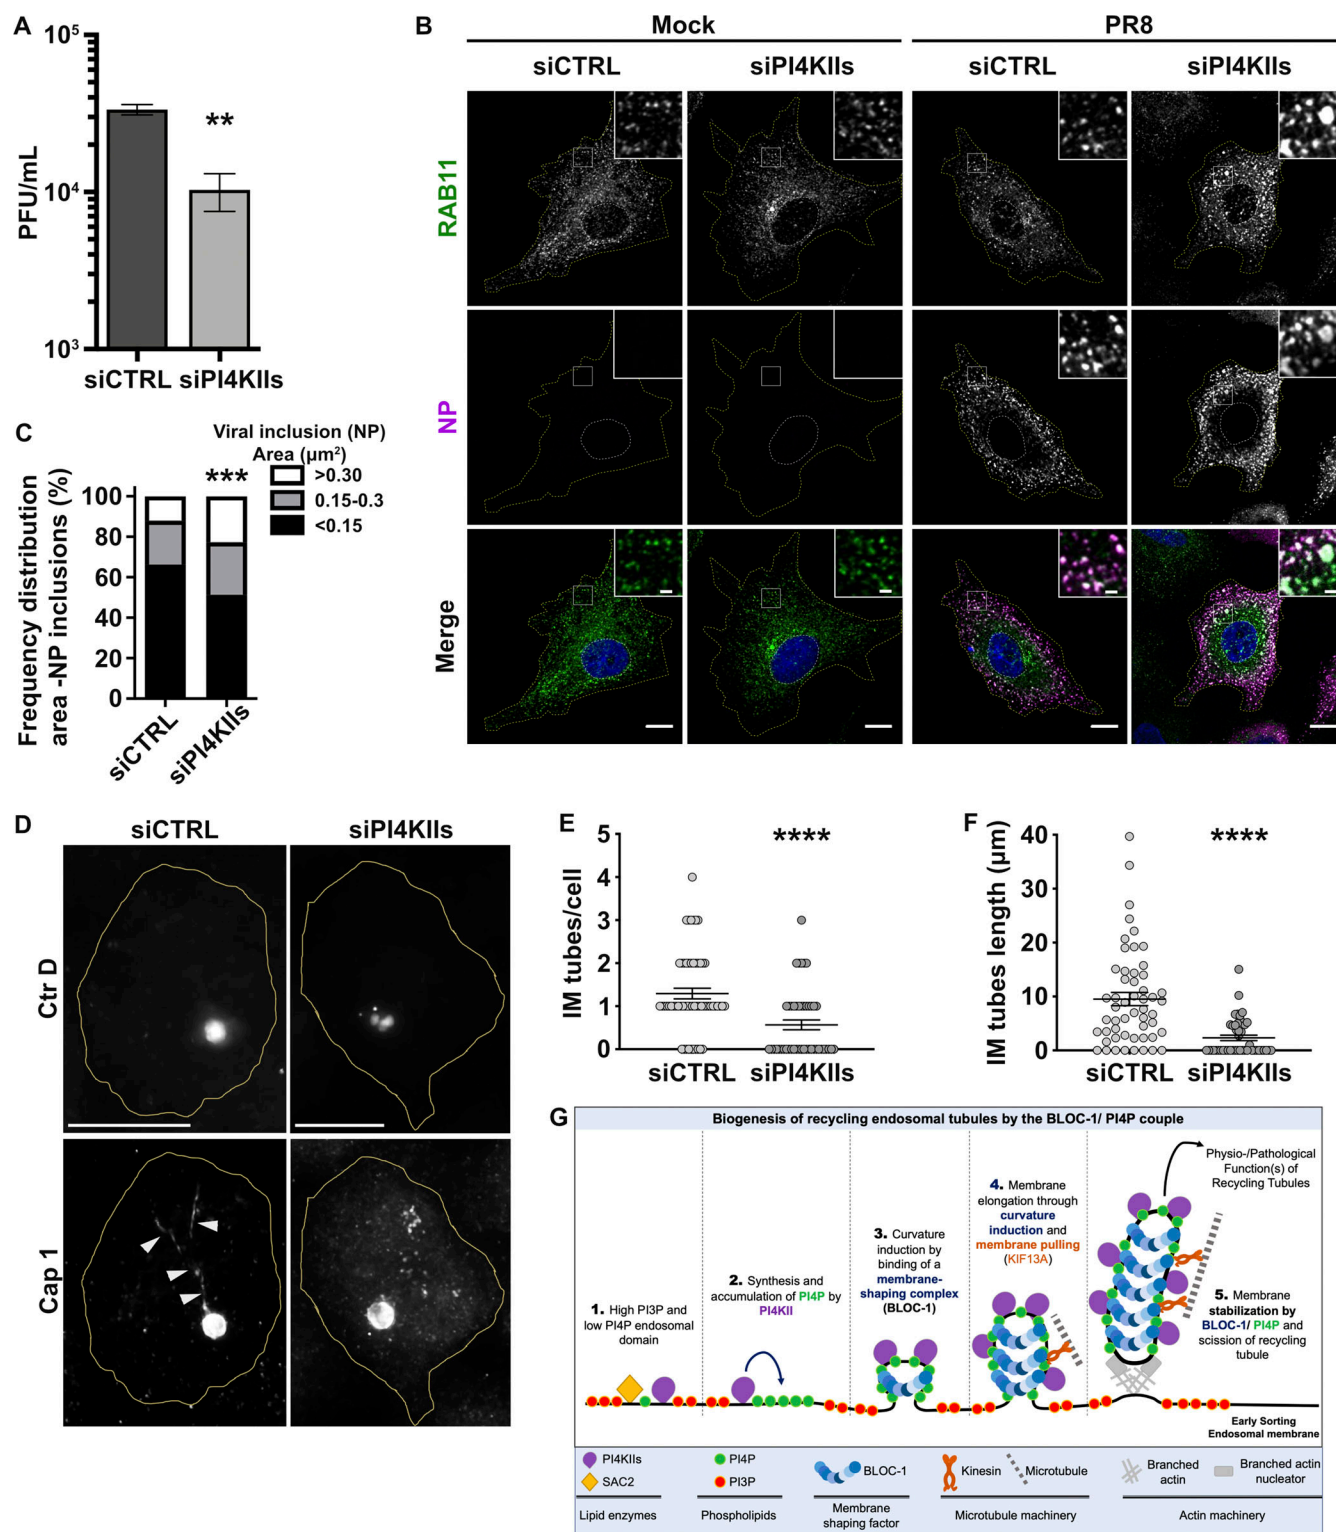 A
10⁵
10⁴
10³
PFU/mL
**
siCTRL siPI4KIIs
B
Mock
PR8
siCTRL
siPI4KIIs
siCTRL
siPI4KIIs
RAB11
NP
Merge
C
Viral inclusion (NP)
Area (µm²)
>0.30
0.15-0.3
<0.15
***
Frequency distribution
area -NP inclusions (%)
100
80
60
40
20
0
siCTRL
siPI4KIIs
D
siCTRL
siPI4KIIs
Ctr D
Cap 1
E
IM tubes/cell
5
4
3
2
1
0
****
siCTRL
siPI4KIIs
F
IM tubes length (µm)
40
30
20
10
0
****
siCTRL
siPI4KIIs
G
Biogenesis of recycling endosomal tubules by the BLOC-1/ PI4P couple
1. High PI3P and
low PI4P endosomal
domain
2. Synthesis and
accumulation of PI4P by
PI4KII
3. Curvature
induction by
binding of a
membrane-
shaping complex
(BLOC-1)
4. Membrane
elongation through
curvature
induction and
membrane pulling
(KIF13A)
Physio-/Pathological
Function(s) of
Recycling Tubules
5. Membrane
stabilization by
BLOC-1/ PI4P and
scission of recycling
tubule
Early Sorting
Endosomal membrane
PI4KIIs
SAC2
Lipid enzymes
PI4P
PI3P
Phospholipids
BLOC-1
Membrane
shaping factor
Kinesin
Microtubule
Microtubule machinery
Branched
actin
Branched actin
nucleator
Actin machinery